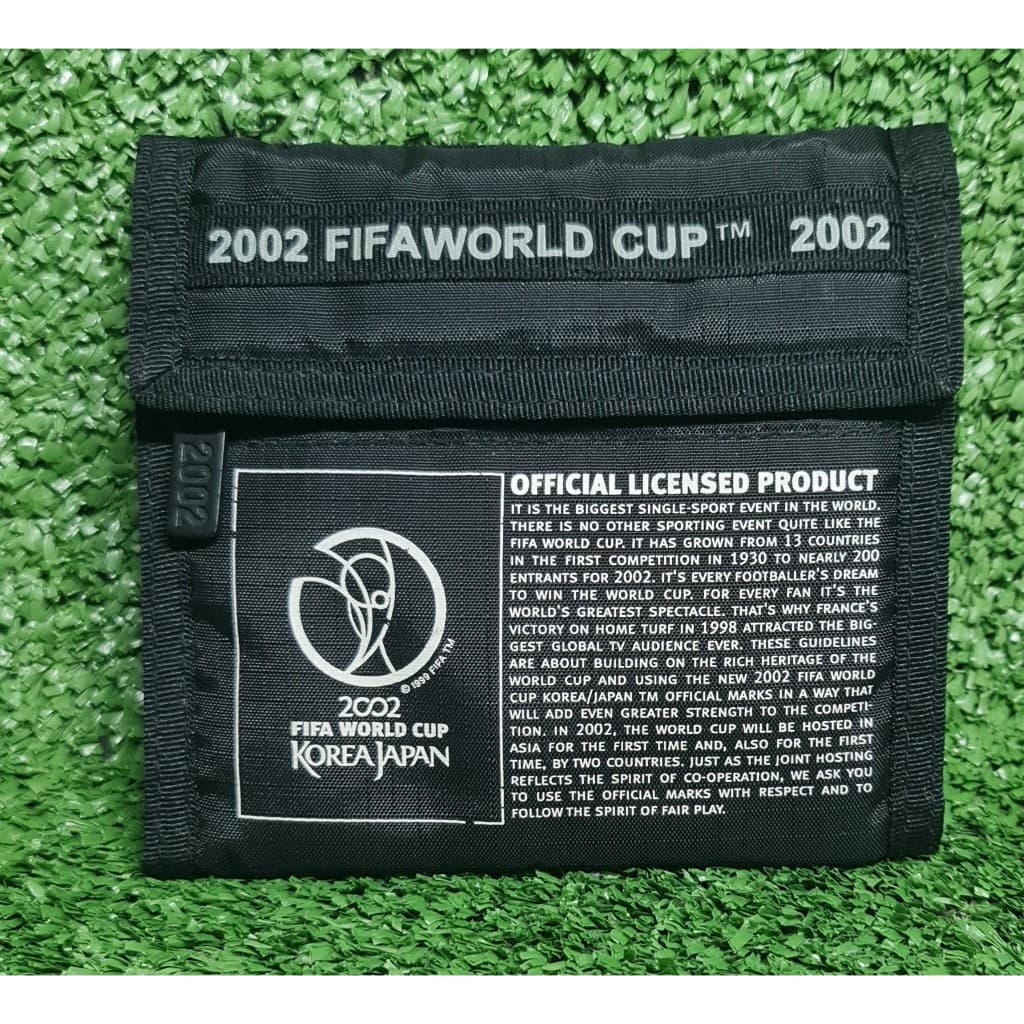 2002 FIFAWORLD CUP™ 2002
2002
OFFICIAL LICENSED PRODUCT
IT IS THE BIGGEST SINGLE-SPORT EVENT IN THE WORLD.
THERE IS NO OTHER SPORTING EVENT QUITE LIKE THE
FIFA WORLD CUP. IT HAS GROWN FROM 13 COUNTRIES
IN THE FIRST COMPETITION IN 1930 TO NEARLY 200
ENTRANTS FOR 2002. IT'S EVERY FOOTBALLER'S DREAM
TO WIN THE WORLD CUP. FOR EVERY FAN IT'S THE
WORLD'S GREATEST SPECTACLE. THAT'S WHY FRANCE'S
VICTORY ON HOME TURF IN 1998 ATTRACTED THE BIG-
GEST GLOBAL TV AUDIENCE EVER. THESE GUIDELINES
ARE ABOUT BUILDING ON THE RICH HERITAGE OF THE
WORLD CUP AND USING THE NEW 2002 FIFA WORLD
CUP KOREA/JAPAN TM OFFICIAL MARKS IN A WAY THAT
WILL ADD EVEN GREATER STRENGTH TO THE COMPETI-
TION. IN 2002, THE WORLD CUP WILL BE HOSTED IN
ASIA FOR THE FIRST TIME AND, ALSO FOR THE FIRST
TIME, BY TWO COUNTRIES. JUST AS THE JOINT HOSTING
REFLECTS THE SPIRIT OF CO-OPERATION, WE ASK YOU
TO USE THE OFFICIAL MARKS WITH RESPECT AND TO
FOLLOW THE SPIRIT OF FAIR PLAY.
© 1999 FIFA TM
2002
FIFA WORLD CUP
KOREA JAPAN